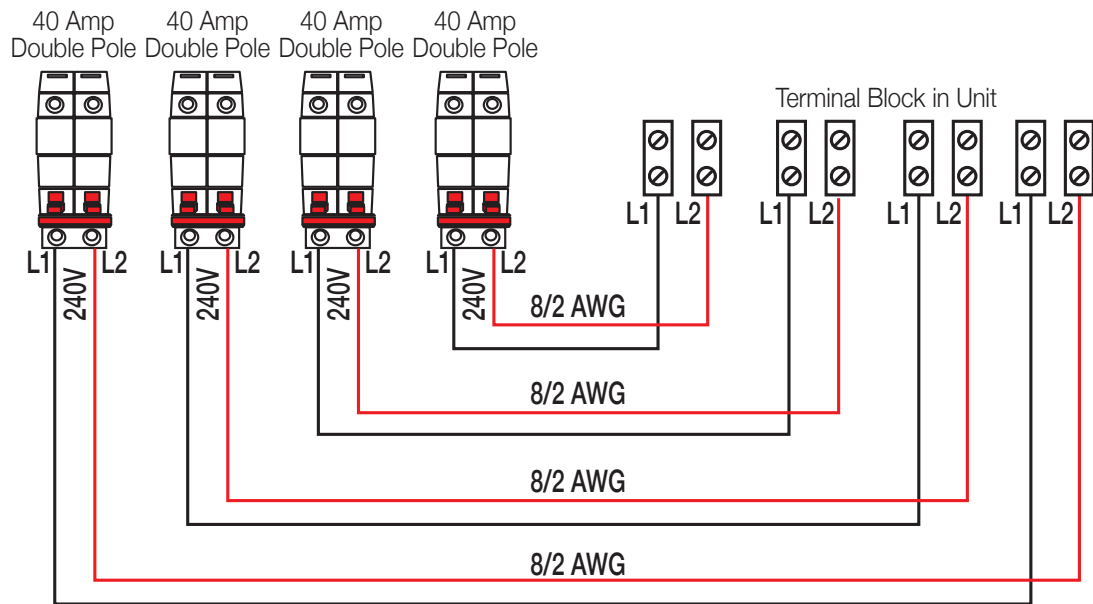 40 Amp
Double Pole
40 Amp
Double Pole
40 Amp
Double Pole
40 Amp
Double Pole
Terminal Block in Unit
L1 L2 L1 L2 L1 L2 L1 L2
L1 240V L2 L1 240V L2 L1 240V L2 L1 240V L2
8/2 AWG
8/2 AWG
8/2 AWG
8/2 AWG